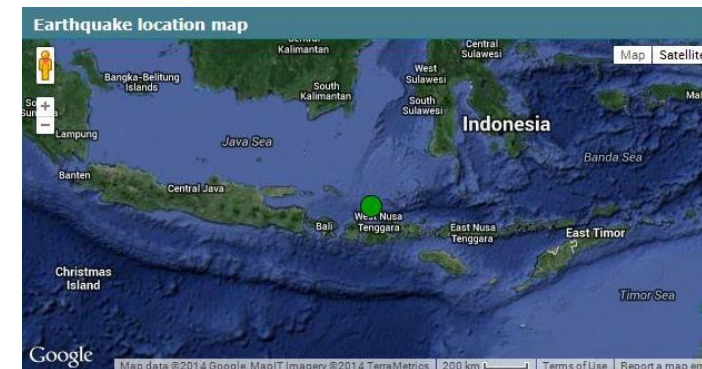 Earthquake location map
Central
Kalimantan
Sulawesi
Map
Satellite
West
Sulawesi
Bangka-Belitung
Islands
South
Kalimantan
South
Sulawesi
Indonesia
Lampung
Java Sea
Banda Sea
Banten
Central Java
West Nusa
Tenggara
Bali
East Nusa
Tenggara
East Timor
Christmas
Island
Timor Sea
Google
Map data ©2014 Google, MapIT Imagery ©2014 TerraMetrics
200 km
Terms of Use
Report a map err